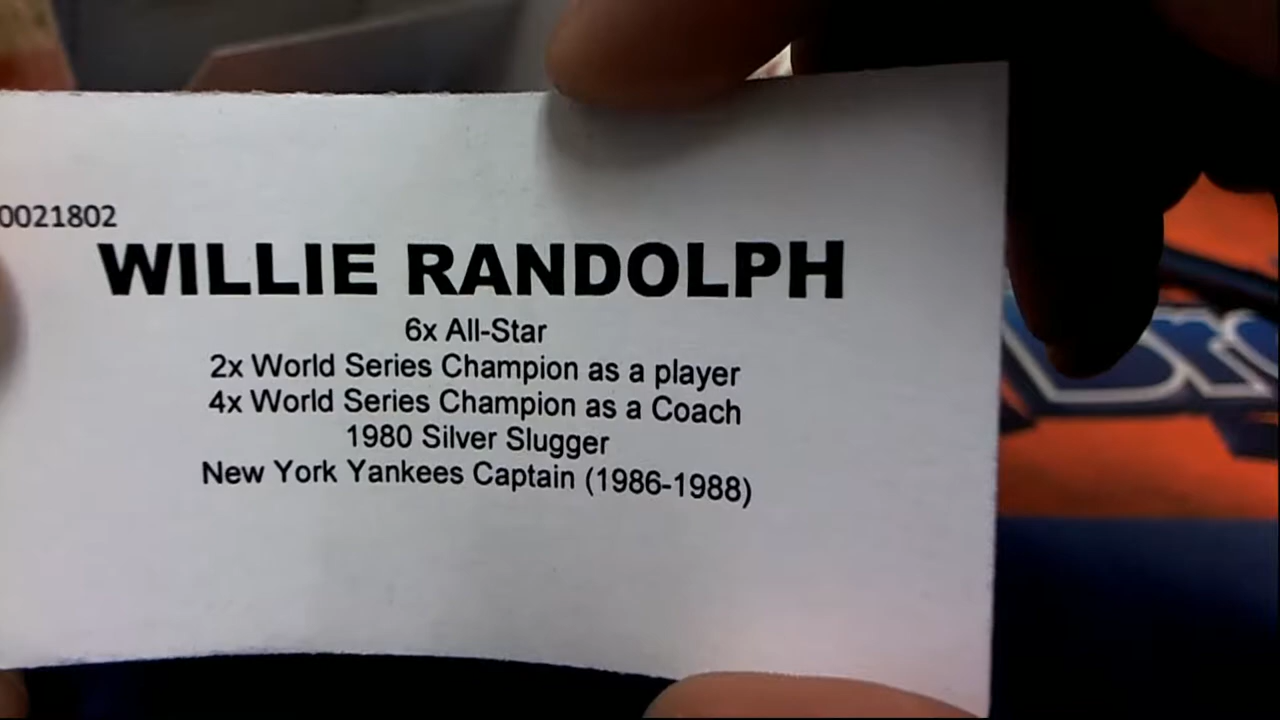 0021802
WILLIE RANDOLPH
6x All-Star
2x World Series Champion as a player
4x World Series Champion as a Coach
1980 Silver Slugger
New York Yankees Captain (1986-1988)